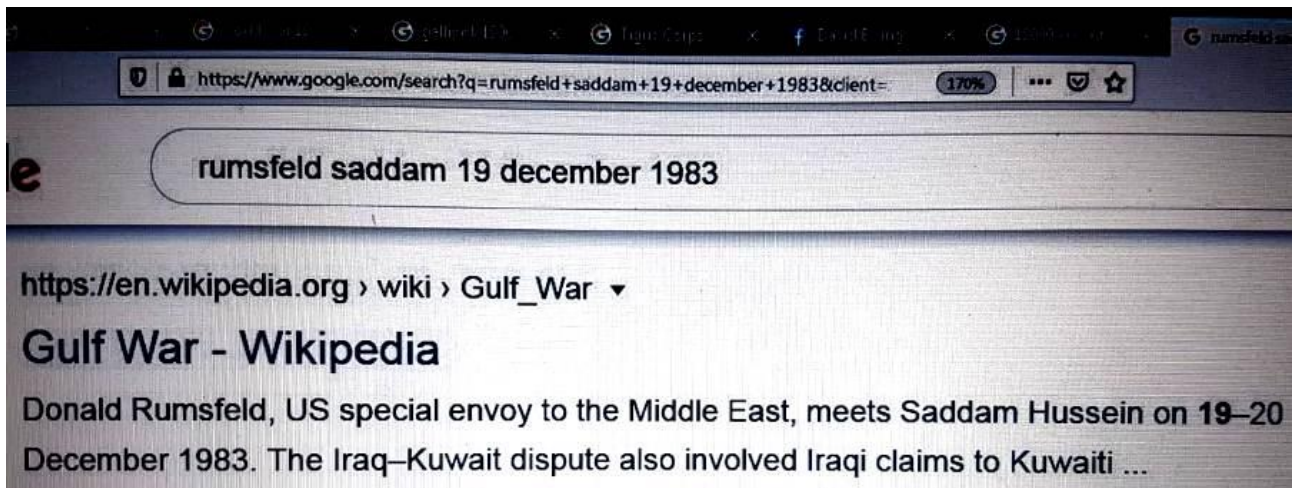 https://www.google.com/search?q=rumsfeld+saddam+19+december+1983&client=
170%
le
rumsfeld saddam 19 december 1983
https://en.wikipedia.org › wiki › Gulf_War
Gulf War - Wikipedia
Donald Rumsfeld, US special envoy to the Middle East, meets Saddam Hussein on 19–20
December 1983. The Iraq–Kuwait dispute also involved Iraqi claims to Kuwaiti ...